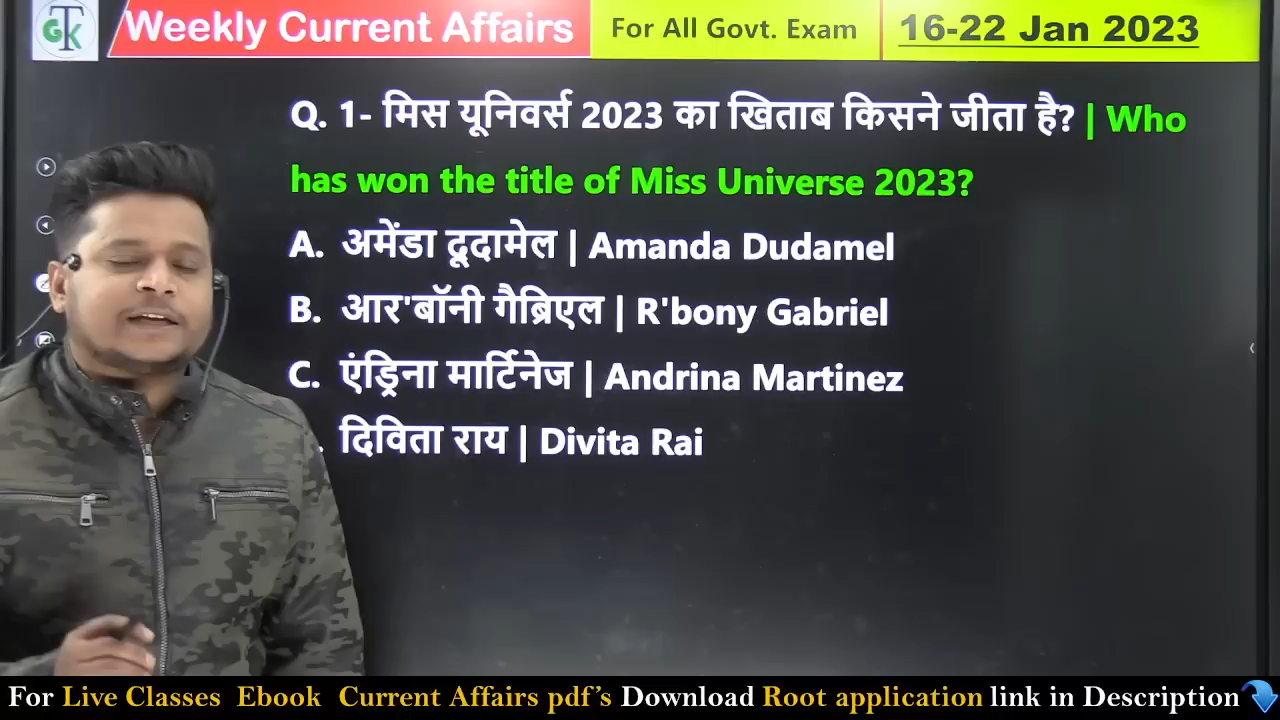 TGK
Weekly Current Affairs
For All Govt. Exam
16-22 Jan 2023
Q. 1- मिस यूनिवर्स 2023 का खिताब किसने जीता है? | Who
has won the title of Miss Universe 2023?
A. अमेंडा दूदामेल | Amanda Dudamel
B. आर'बॉनी गैब्रिएल | R'bony Gabriel
C. एंड्रिना मार्टिनेज | Andrina Martinez
. दिविता राय | Divita Rai
For Live Classes Ebook Current Affairs pdf's Download Root application link in Description